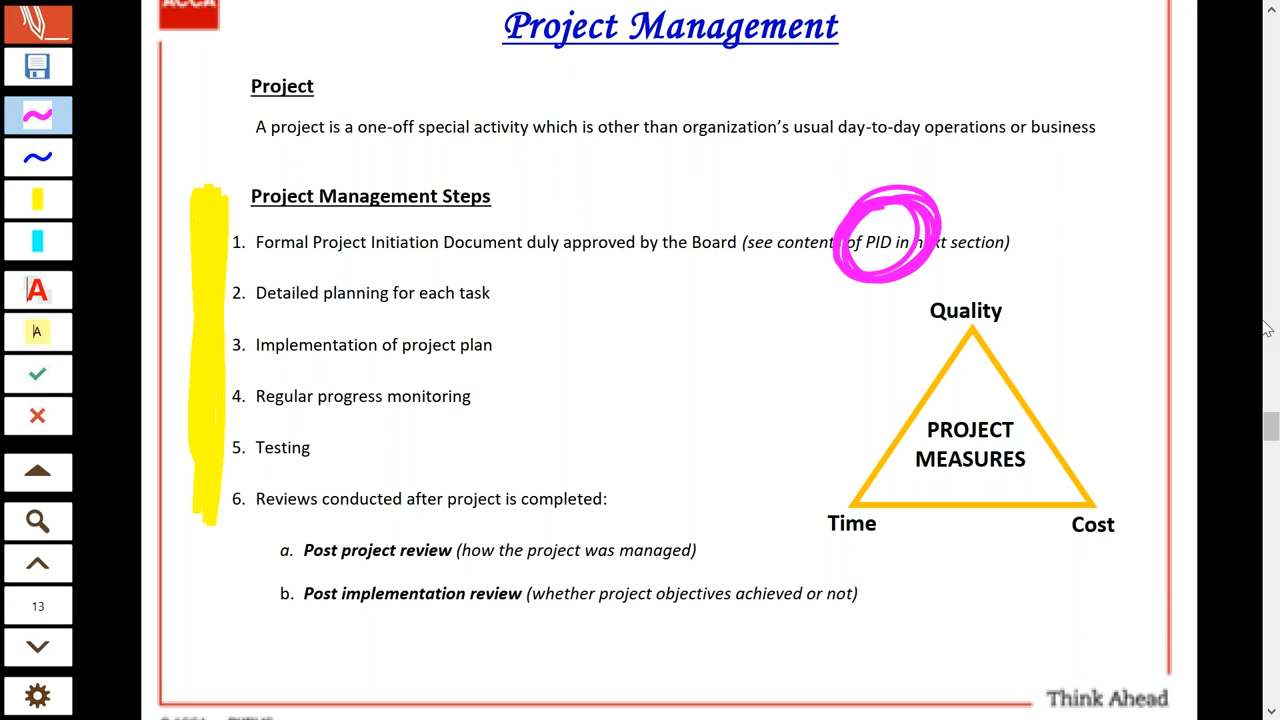 ACCA
Project Management
Project
A project is a one-off special activity which is other than organization's usual day-to-day operations or business
Project Management Steps
1. Formal Project Initiation Document duly approved by the Board (see contents of PID in next section)
2. Detailed planning for each task
3. Implementation of project plan
4. Regular progress monitoring
5. Testing
6. Reviews conducted after project is completed:
a. Post project review (how the project was managed)
b. Post implementation review (whether project objectives achieved or not)
Quality
PROJECT
MEASURES
Time
Cost
Think Ahead
A
A
13